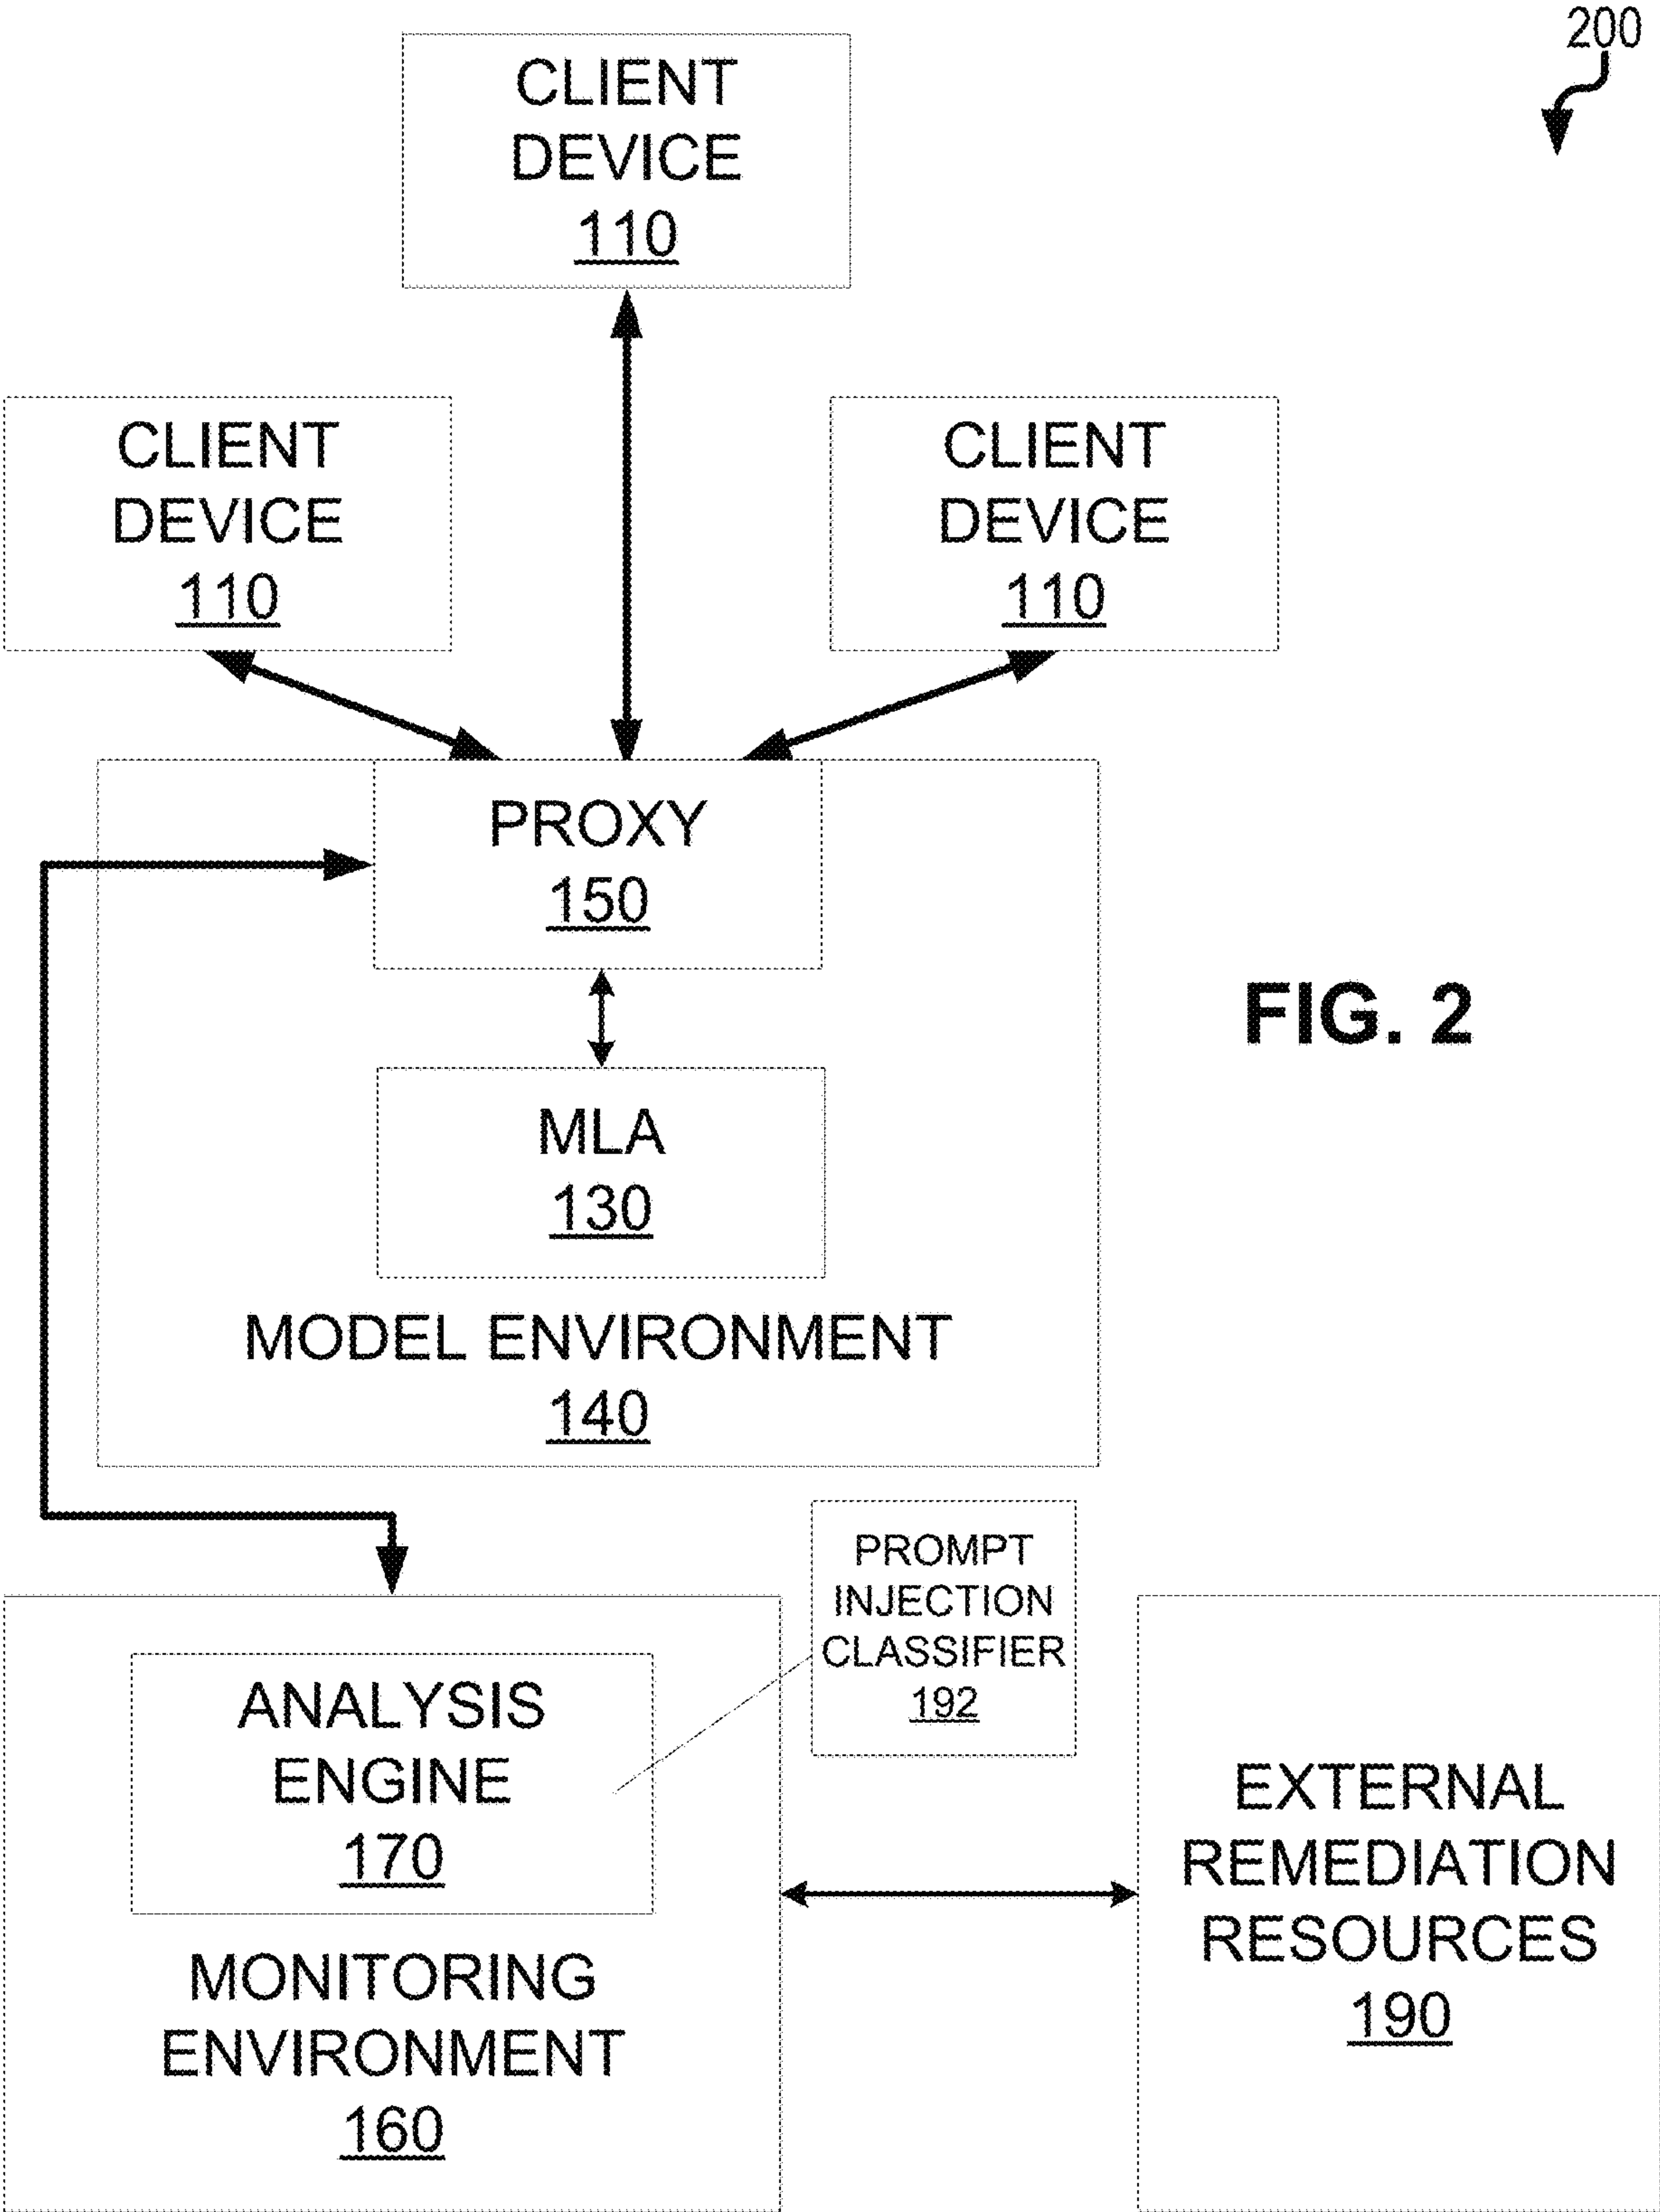 200
CLIENT
DEVICE
110
CLIENT
DEVICE
110
CLIENT
DEVICE
110
PROXY
150
FIG. 2
MLA
130
MODEL ENVIRONMENT
140
PROMPT
INJECTION
CLASSIFIER
192
ANALYSIS
ENGINE
170
MONITORING
ENVIRONMENT
160
EXTERNAL
REMEDIATION
RESOURCES
190